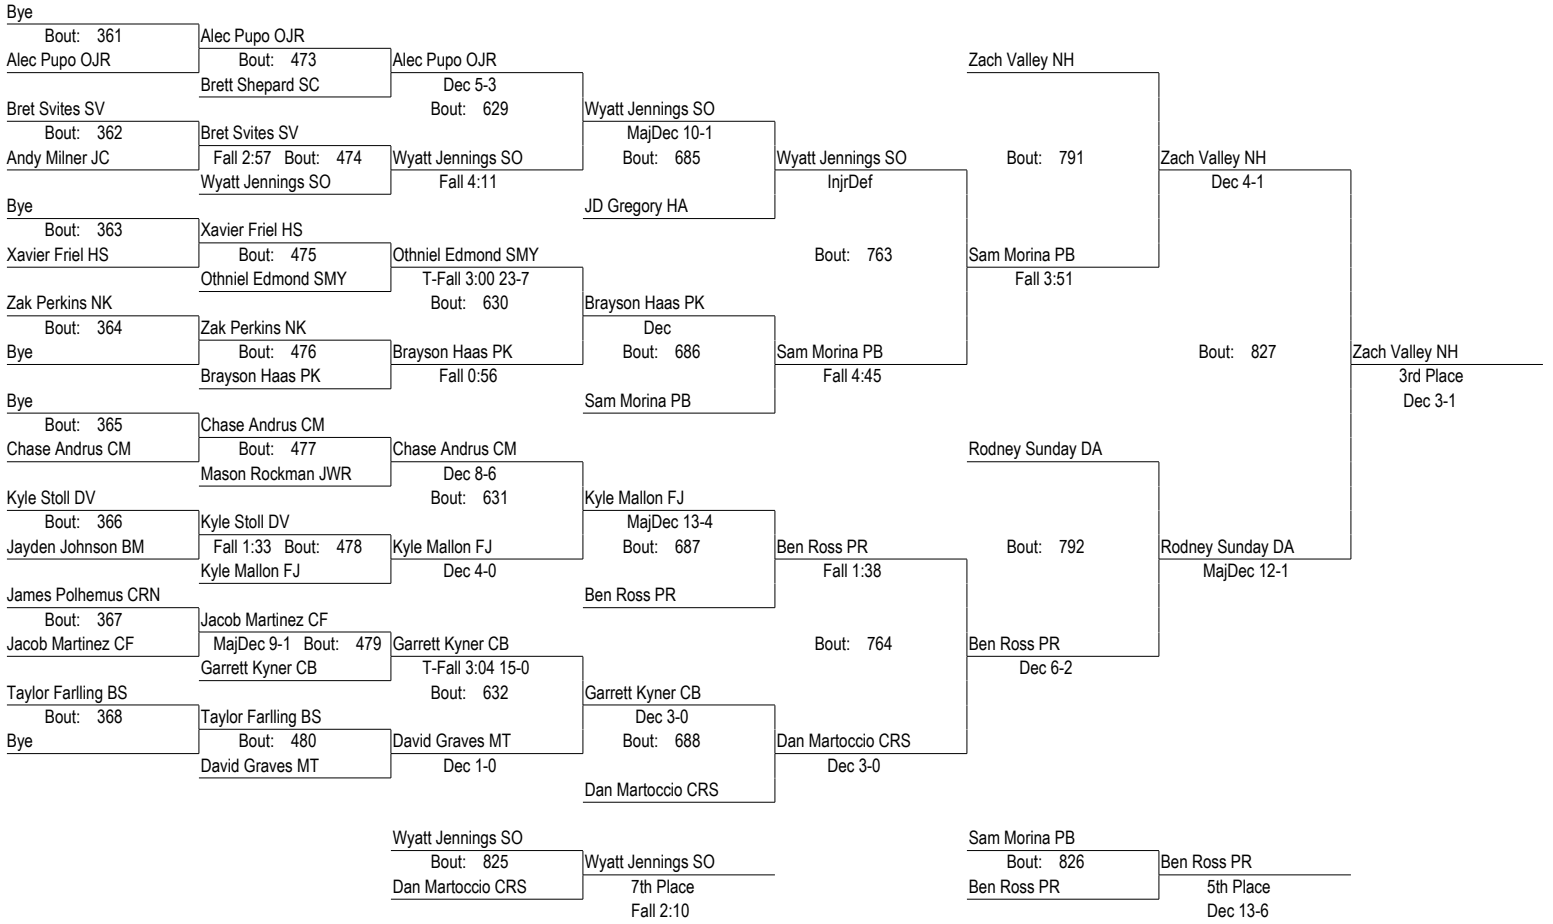 Bye
Bout: 361
Alec Pupo OJR
Alec Pupo OJR
Bout: 473
Brett Shepard SC
Alec Pupo OJR
Dec 5-3
Bout: 629
Bret Svites SV
Bout: 362
Andy Milner JC
Bret Svites SV
Fall 2:57 Bout: 474
Wyatt Jennings SO
Wyatt Jennings SO
Fall 4:11
Wyatt Jennings SO
MajDec 10-1
Bout: 685
JD Gregory HA
Wyatt Jennings SO
InjrDef
Bye
Bout: 363
Xavier Friel HS
Xavier Friel HS
Bout: 475
Othniel Edmond SMY
Othniel Edmond SMY
T-Fall 3:00 23-7
Bout: 630
Zak Perkins NK
Bout: 364
Bye
Zak Perkins NK
Bout: 476
Brayson Haas PK
Brayson Haas PK
Fall 0:56
Brayson Haas PK
Dec
Bout: 686
Sam Morina PB
Sam Morina PB
Fall 4:45
Bout: 763
Sam Morina PB
Fall 3:51
Zach Valley NH
Bout: 791
Zach Valley NH
Dec 4-1
Bye
Bout: 365
Chase Andrus CM
Chase Andrus CM
Bout: 477
Mason Rockman JWR
Chase Andrus CM
Dec 8-6
Bout: 631
Kyle Stoll DV
Bout: 366
Jayden Johnson BM
Kyle Stoll DV
Fall 1:33 Bout: 478
Kyle Mallon FJ
Kyle Mallon FJ
Dec 4-0
Kyle Mallon FJ
MajDec 13-4
Bout: 687
Ben Ross PR
Ben Ross PR
Fall 1:38
James Polhemus CRN
Bout: 367
Jacob Martinez CF
Jacob Martinez CF
MajDec 9-1 Bout: 479
Garrett Kyner CB
Garrett Kyner CB
T-Fall 3:04 15-0
Bout: 632
Taylor Farlling BS
Bout: 368
Bye
Taylor Farlling BS
Bout: 480
David Graves MT
David Graves MT
Dec 1-0
Garrett Kyner CB
Dec 3-0
Bout: 688
Dan Martoccio CRS
Dan Martoccio CRS
Dec 3-0
Bout: 764
Ben Ross PR
Dec 6-2
Rodney Sunday DA
Bout: 792
Rodney Sunday DA
MajDec 12-1
Bout: 827
Zach Valley NH
3rd Place
Dec 3-1
Wyatt Jennings SO
Bout: 825
Dan Martoccio CRS
Wyatt Jennings SO
7th Place
Fall 2:10
Sam Morina PB
Bout: 826
Ben Ross PR
Ben Ross PR
5th Place
Dec 13-6